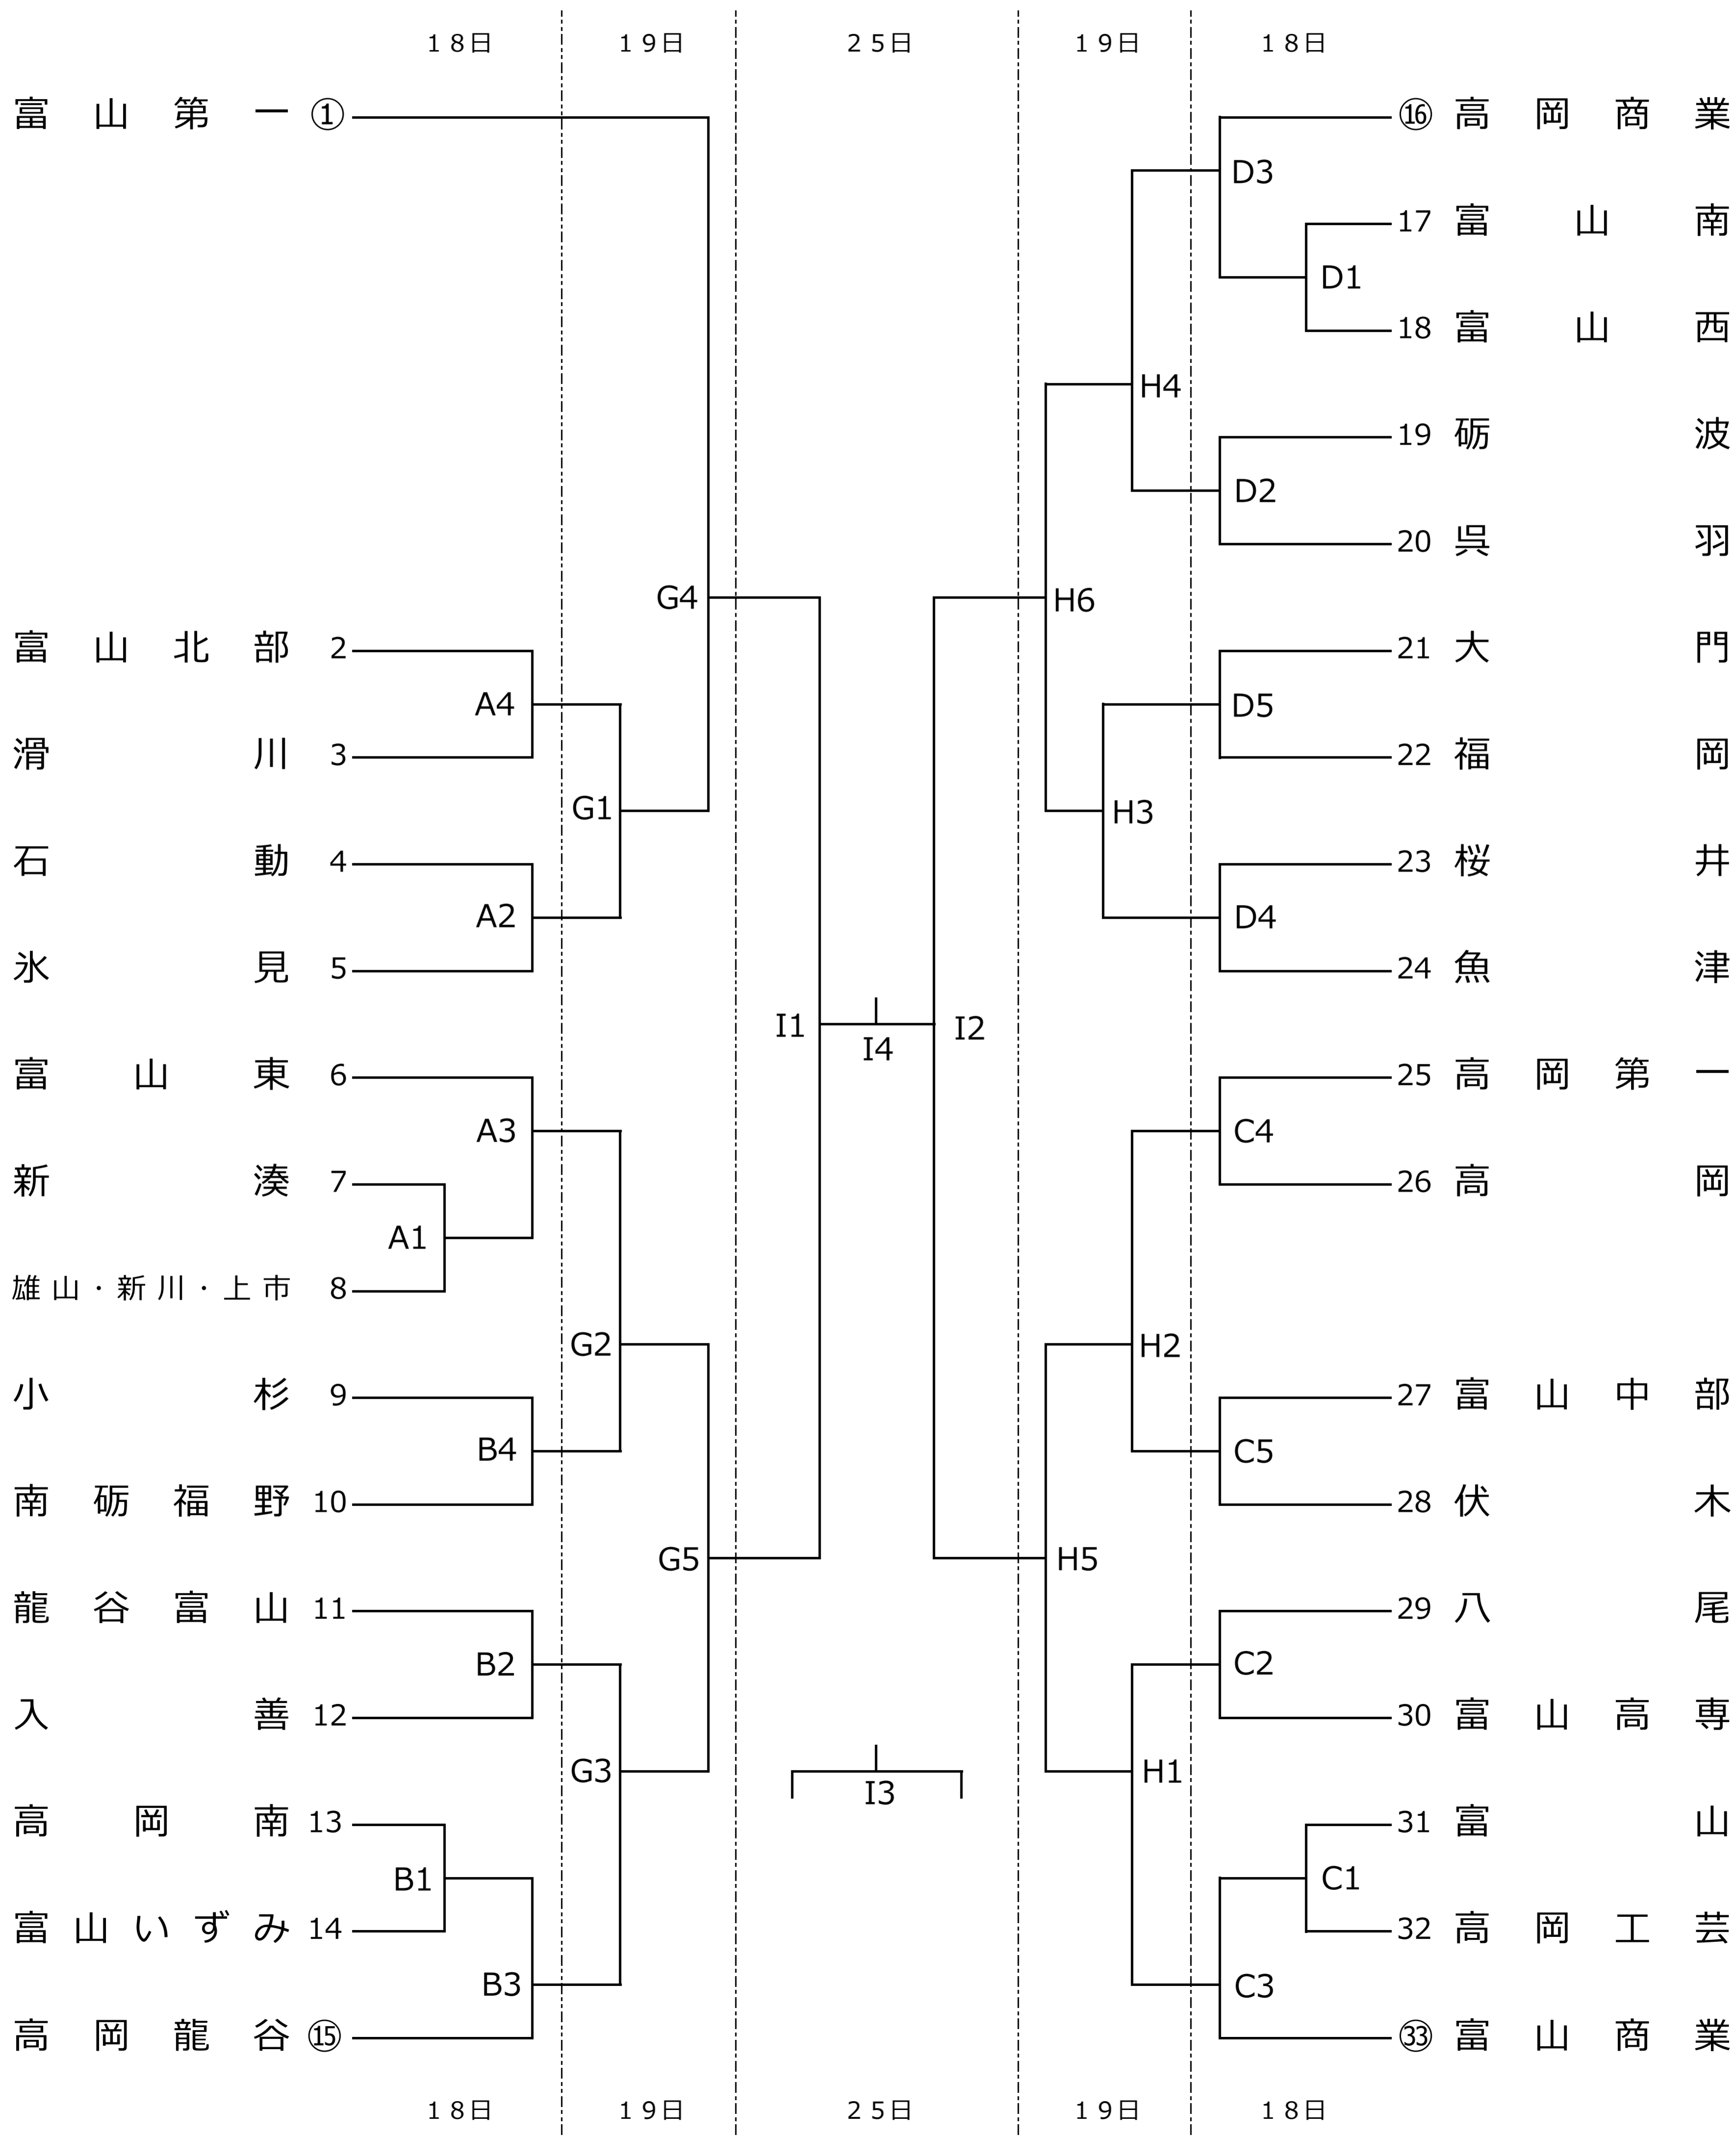 １８日 １９日 ２５日 １９日 １８日
富山第一 ① ⑯ 高岡商業
D3
17 富山南
D1
18 富山西
H4
19 砺波
D2
20 呉羽
G4 H6
富山北部 2 21 大門
A4 D5
滑川 3 22 福岡
G1 H3
石動 4 23 桜井
A2 D4
氷見 5 24 魚津
I1 I4 I2
富山東 6 25 高岡第一
A3 C4
新湊 7 26 高岡
A1
雄山・新川・上市 8
G2 H2
小杉 9 27 富山中部
B4 C5
南砺福野 10 28 伏木
G5 H5
龍谷富山 11 29 八尾
B2 C2
入善 12 30 富山高専
G3 I3 H1
高岡南 13 31 富山
B1 C1
富山いずみ 14 32 高岡工芸
B3 C3
高岡龍谷 ⑮ ㉝ 富山商業
１８日 １９日 ２５日 １９日 １８日